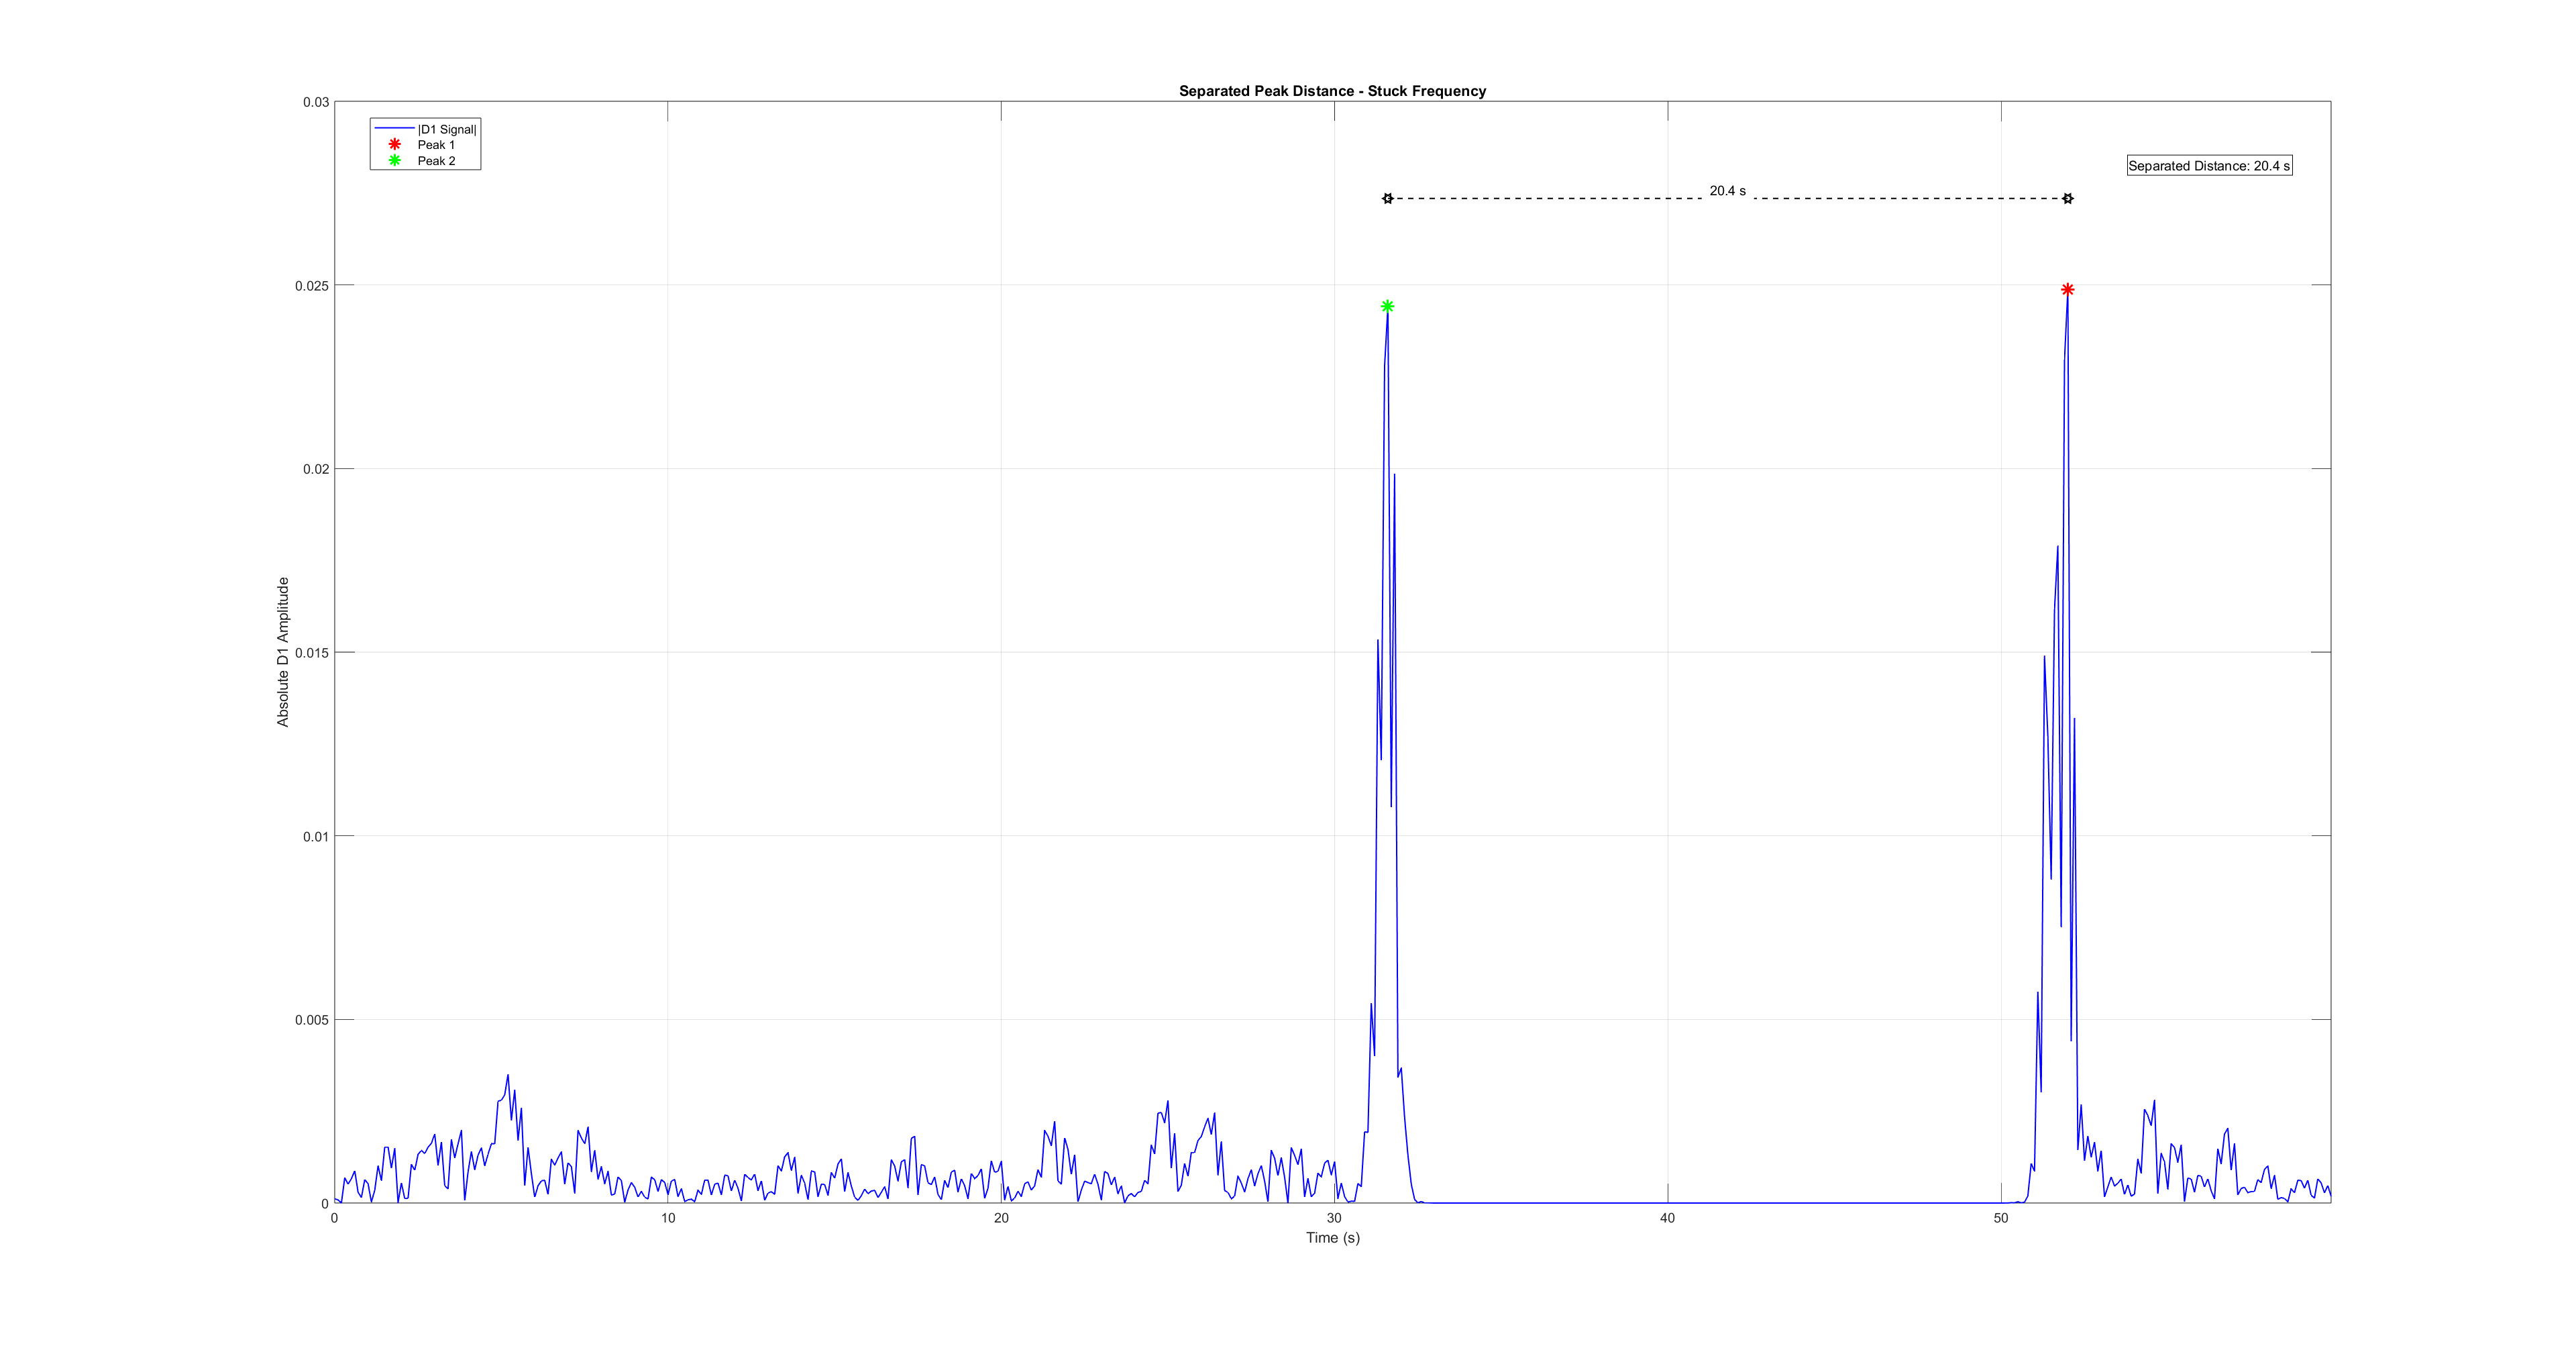 Separated Peak Distance - Stuck Frequency
|D1 Signal|
Peak 1
Peak 2
Separated Distance: 20.4 s
20.4 s
0.03
0.025
0.02
0.015
0.01
0.005
0
Absolute D1 Amplitude
0 10 20 30 40 50
Time (s)